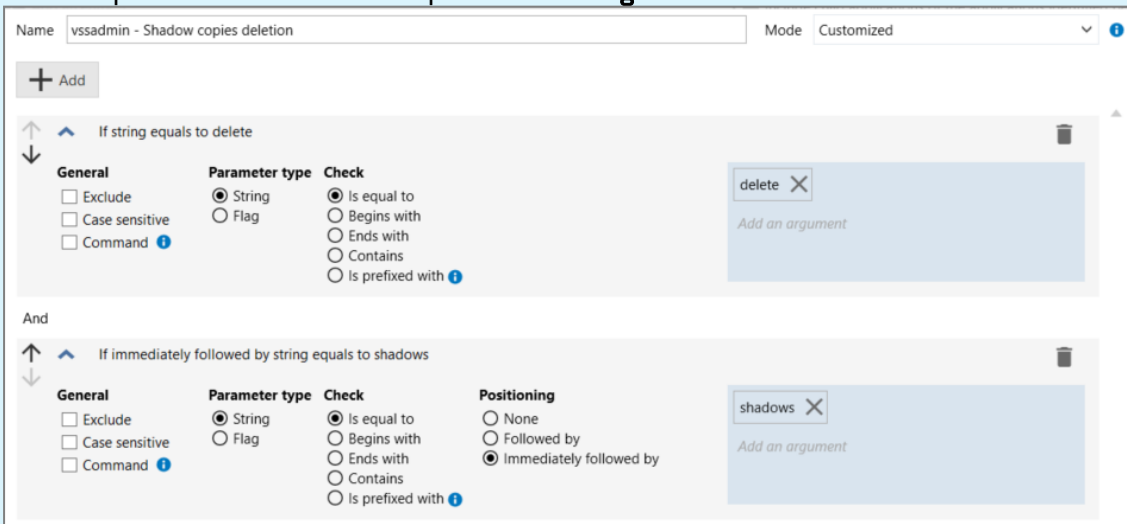 Name vssadmin - Shadow copies deletion Mode Customized
Add
If string equals to delete
General Parameter type Check
Exclude String Is equal to delete
Case sensitive Flag Begins with Add an argument
Command Ends with
Contains
Is prefixed with
And
If immediately followed by string equals to shadows
General Parameter type Check Positioning
Exclude String Is equal to None shadows
Case sensitive Flag Begins with Followed by Add an argument
Command Ends with Immediately followed by
Contains
Is prefixed with